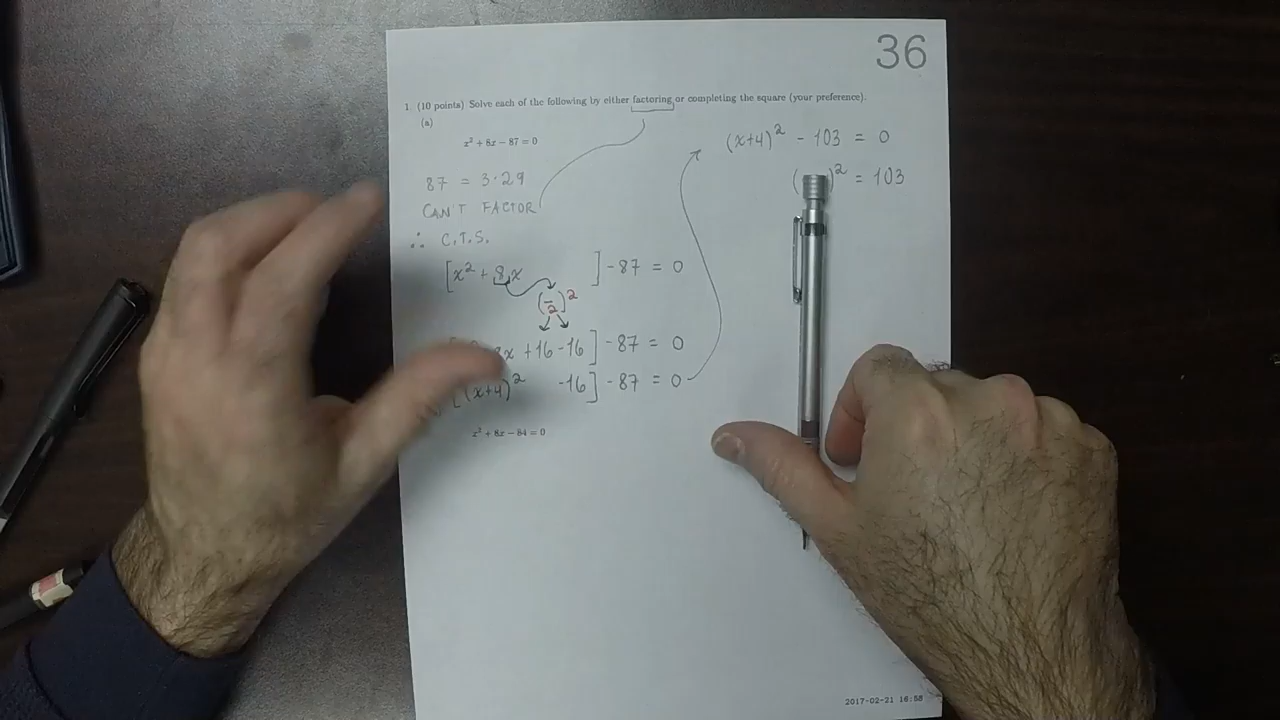 36
1. (10 points) Solve each of the following by either factoring or completing the square (your preference).
(a)
x² + 8x − 87 = 0
87 = 3·29
CAN'T FACTOR
∴ C.T.S.
[x² + 8x ] - 87 = 0
(–/2)²
8x + 16 - 16] - 87 = 0
[(x+4)² - 16] - 87 = 0
x² + 8x − 84 = 0
(x+4)² - 103 = 0
( )² = 103
2017-02-21 16:58